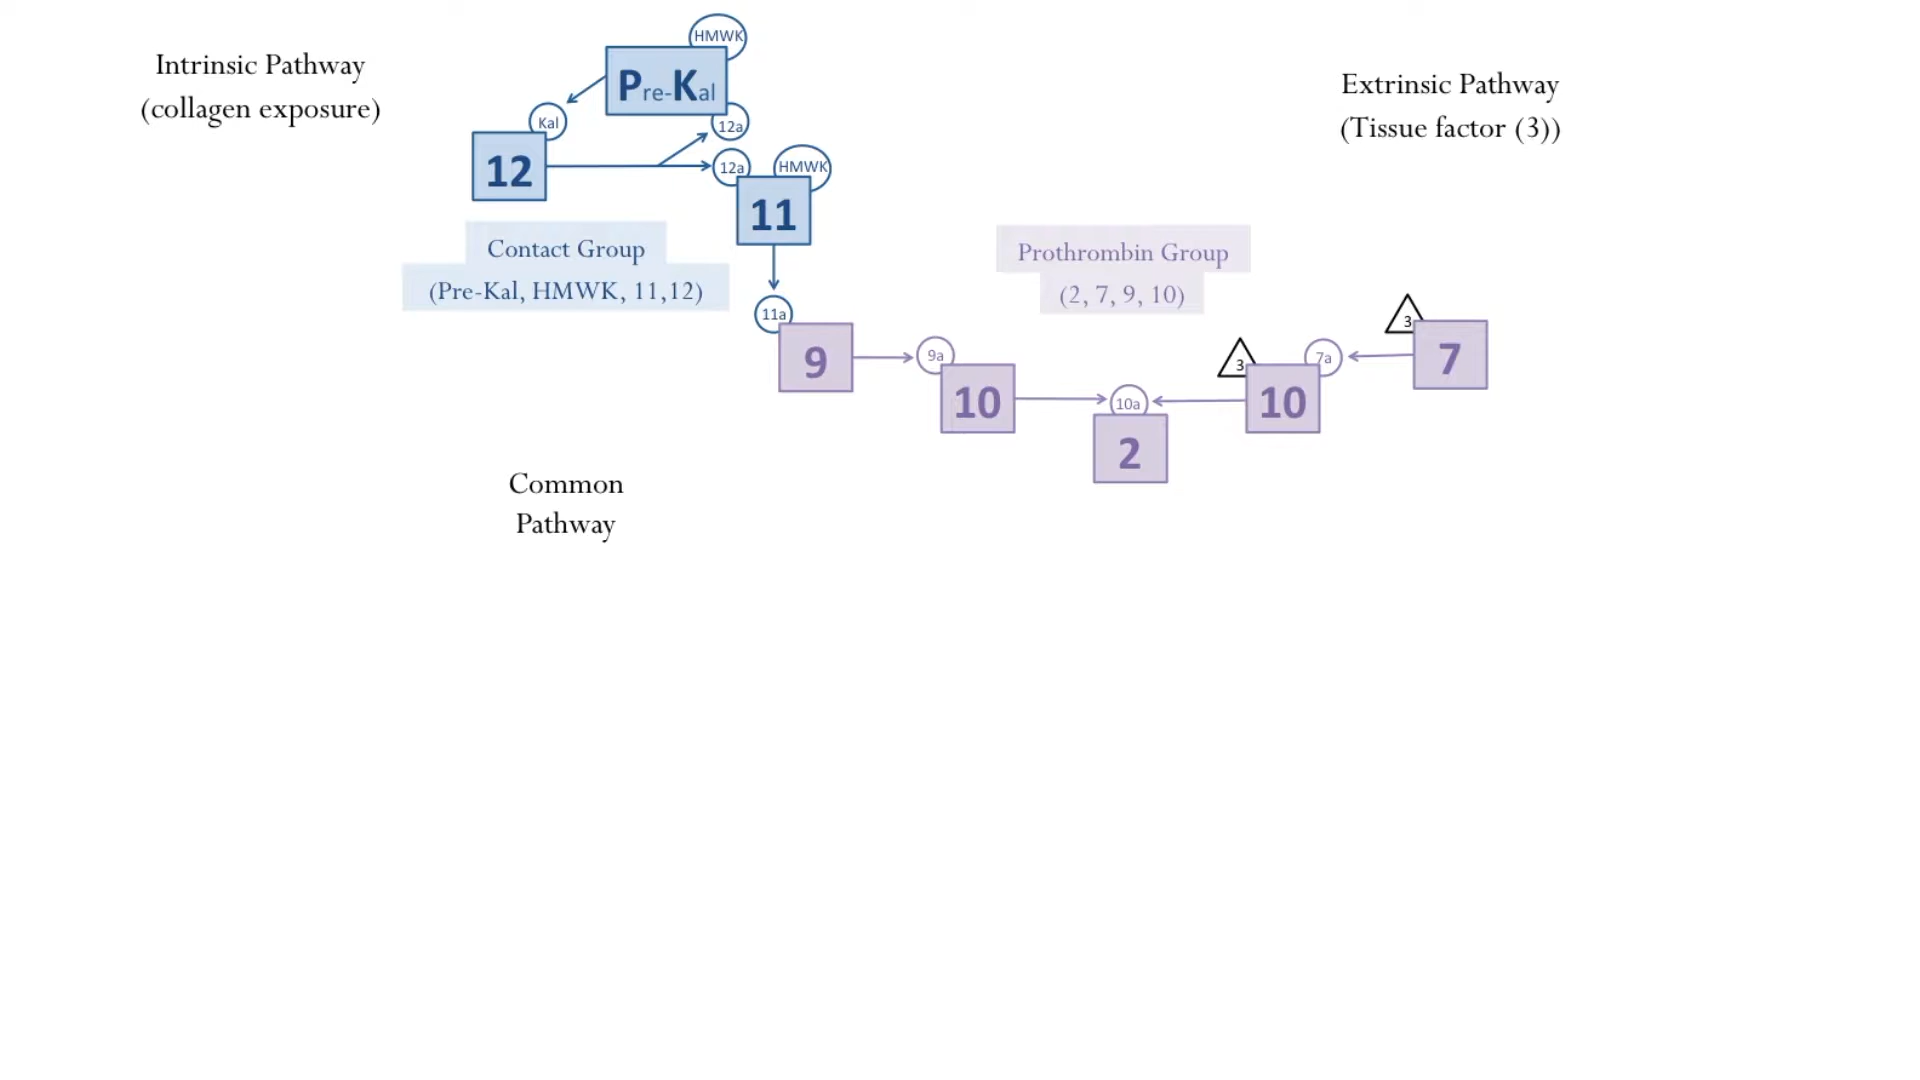 Intrinsic Pathway
(collagen exposure)
HMWK
Pre-Kal
Kal
12a
12
12a
HMWK
11
Contact Group
(Pre-Kal, HMWK, 11,12)
11a
9
9a
10
Prothrombin Group
(2, 7, 9, 10)
10a
2
Extrinsic Pathway
(Tissue factor (3))
3
7
7a
3
10
Common
Pathway